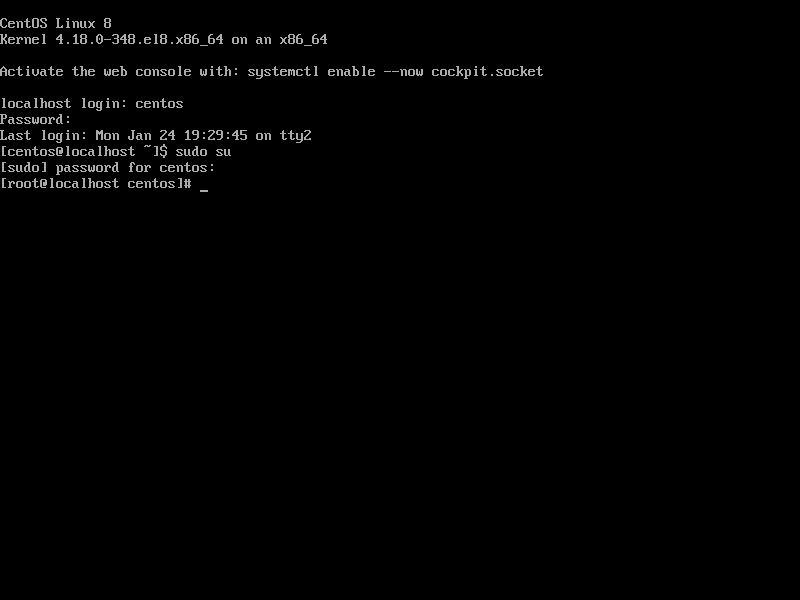 CentOS Linux 8
Kernel 4.18.0-348.el8.x86_64 on an x86_64
Activate the web console with: systemctl enable --now cockpit.socket
localhost login: centos
Password:
Last login: Mon Jan 24 19:29:45 on tty2
[centos@localhost ~]$ sudo su
[sudo] password for centos:
[root@localhost centos]# _